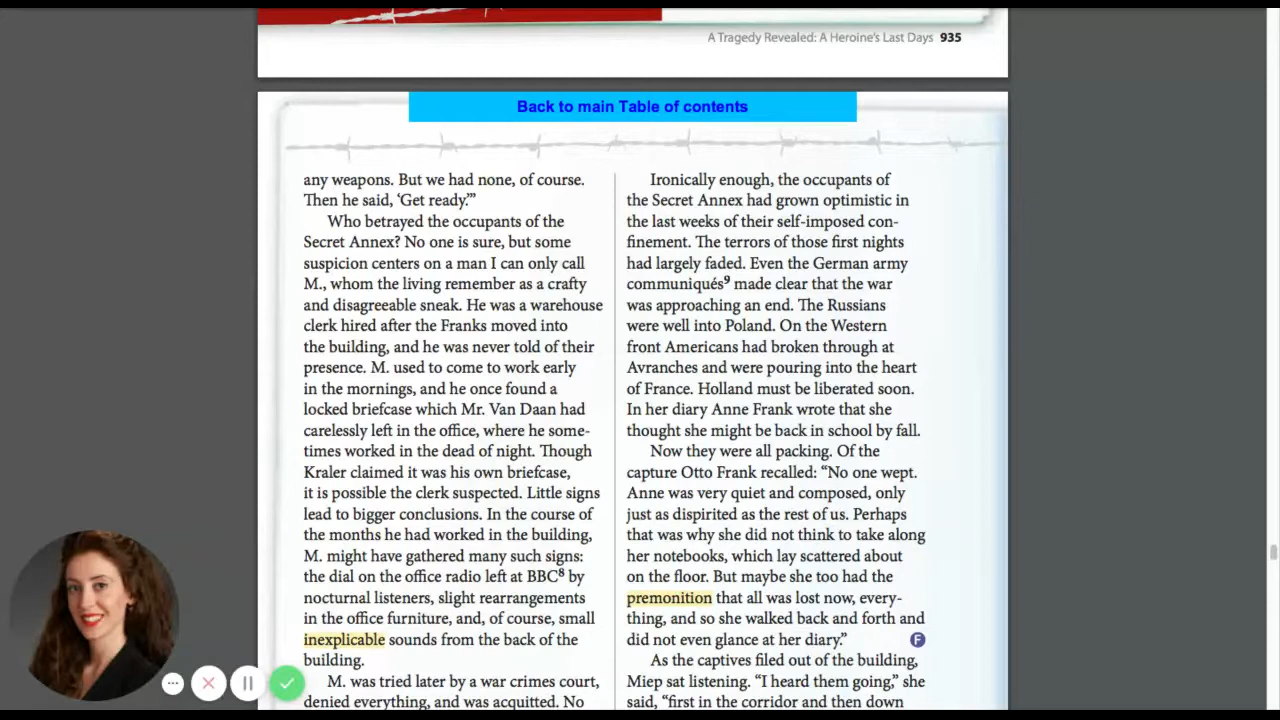 A Tragedy Revealed: A Heroine's Last Days 935
Back to main Table of contents
any weapons. But we had none, of course.
Then he said, ‘Get ready.’”
Who betrayed the occupants of the
Secret Annex? No one is sure, but some
suspicion centers on a man I can only call
M., whom the living remember as a crafty
and disagreeable sneak. He was a warehouse
clerk hired after the Franks moved into
the building, and he was never told of their
presence. M. used to come to work early
in the mornings, and he once found a
locked briefcase which Mr. Van Daan had
carelessly left in the office, where he some-
times worked in the dead of night. Though
Kraler claimed it was his own briefcase,
it is possible the clerk suspected. Little signs
lead to bigger conclusions. In the course of
the months he had worked in the building,
M. might have gathered many such signs:
the dial on the office radio left at BBC⁸ by
nocturnal listeners, slight rearrangements
in the office furniture, and, of course, small
inexplicable sounds from the back of the
building.
M. was tried later by a war crimes court,
denied everything, and was acquitted. No
Ironically enough, the occupants of
the Secret Annex had grown optimistic in
the last weeks of their self-imposed con-
finement. The terrors of those first nights
had largely faded. Even the German army
communiqués⁹ made clear that the war
was approaching an end. The Russians
were well into Poland. On the Western
front Americans had broken through at
Avranches and were pouring into the heart
of France. Holland must be liberated soon.
In her diary Anne Frank wrote that she
thought she might be back in school by fall.
Now they were all packing. Of the
capture Otto Frank recalled: “No one wept.
Anne was very quiet and composed, only
just as dispirited as the rest of us. Perhaps
that was why she did not think to take along
her notebooks, which lay scattered about
on the floor. But maybe she too had the
premonition that all was lost now, every-
thing, and so she walked back and forth and
did not even glance at her diary.” F
As the captives filed out of the building,
Miep sat listening. “I heard them going,” she
said, “first in the corridor and then down